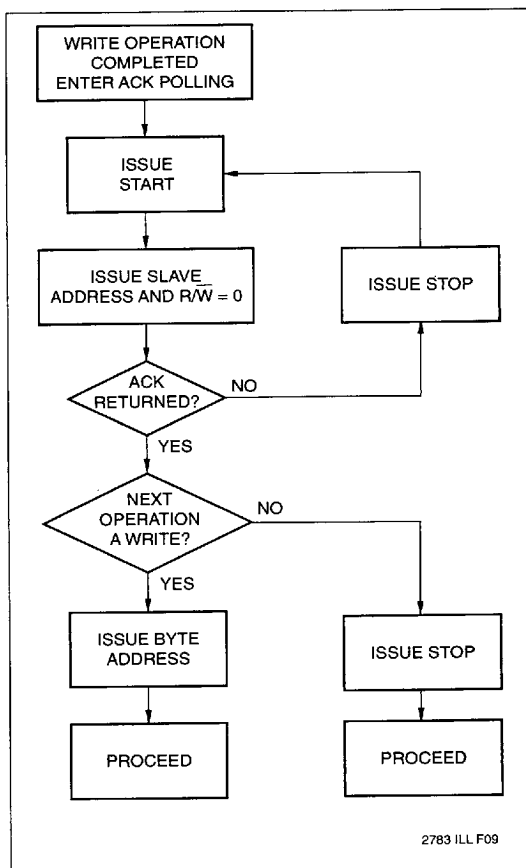 WRITE OPERATION
COMPLETED
ENTER ACK POLLING
ISSUE
START
ISSUE SLAVE
ADDRESS AND R/W̅ = 0
ISSUE STOP
ACK
RETURNED?
NO
YES
NEXT
OPERATION
A WRITE?
NO
YES
ISSUE BYTE
ADDRESS
ISSUE STOP
PROCEED
PROCEED
2783 ILL F09